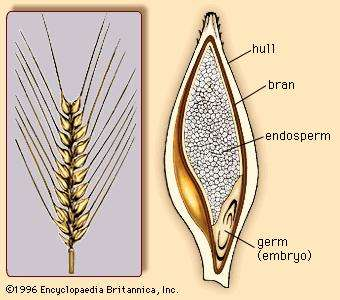 hull
bran
endosperm
germ
(embryo)
©1996 Encyclopaedia Britannica, Inc.